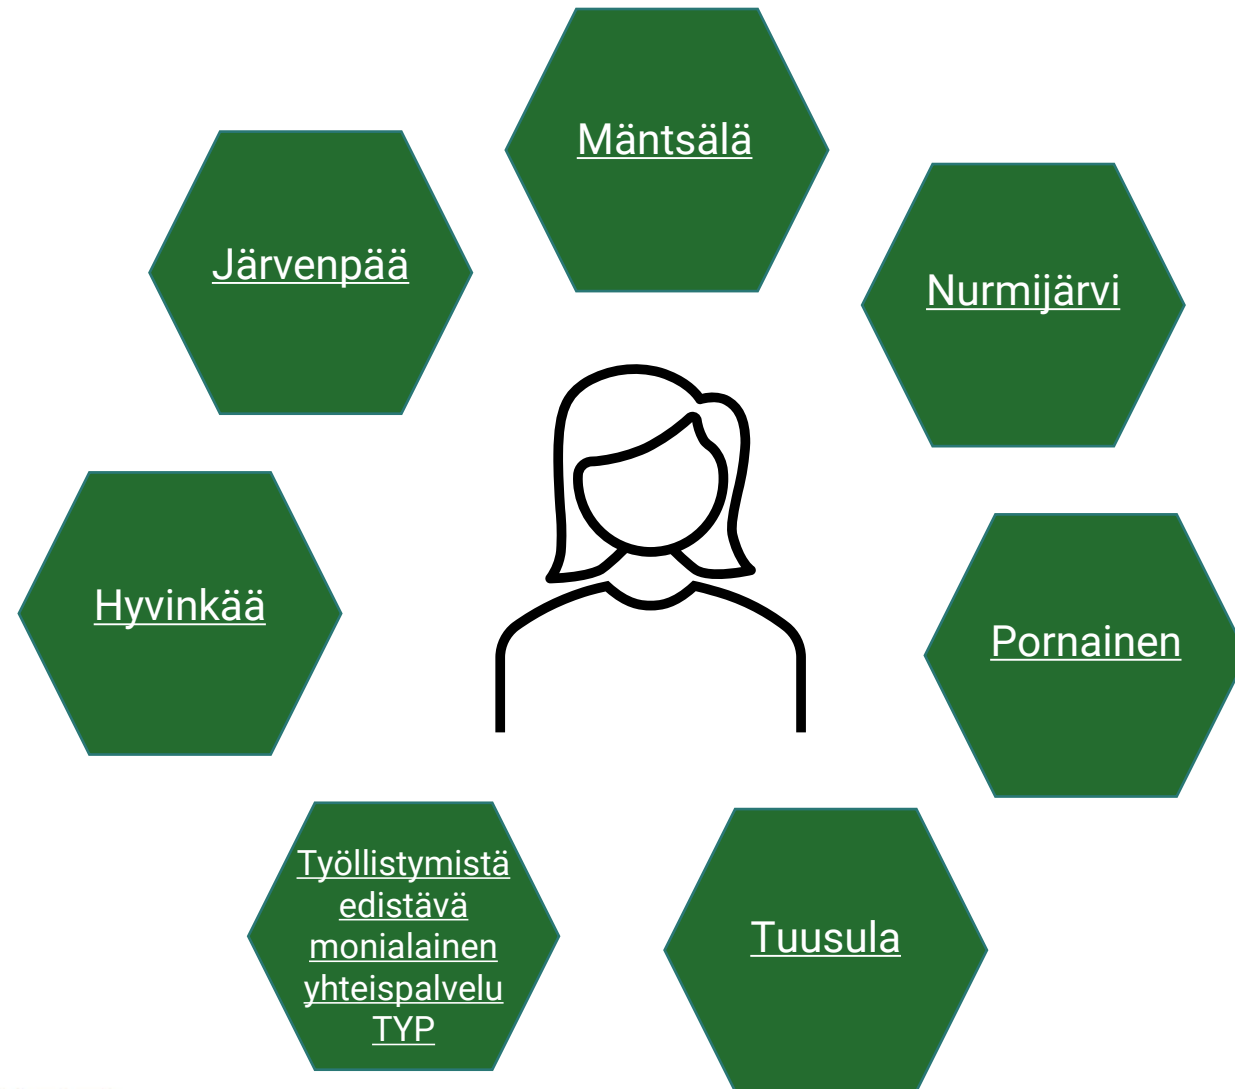 Mäntsälä
Järvenpää
Nurmijärvi
Hyvinkää
Pornainen
Työllistymistä
edistävä
monialainen
yhteispalvelu
TYP
Tuusula